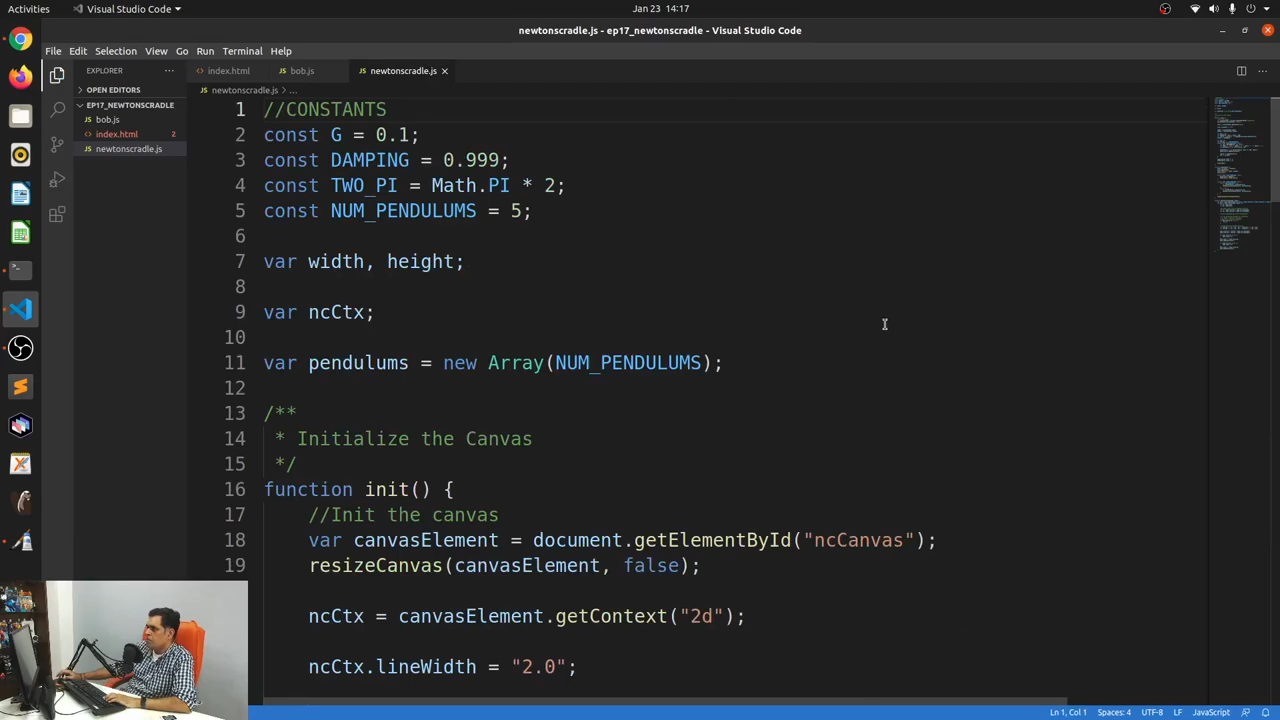 Activities
Visual Studio Code
Jan 23 14:17
newtonscradle.js - ep17_newtonscradle - Visual Studio Code
File Edit Selection View Go Run Terminal Help
EXPLORER
index.html
bob.js
newtonscradle.js
OPEN EDITORS
newtonscradle.js > ...
EP17_NEWTONSCRADLE
bob.js
index.html 2
newtonscradle.js
1 //CONSTANTS
2 const G = 0.1;
3 const DAMPING = 0.999;
4 const TWO_PI = Math.PI * 2;
5 const NUM_PENDULUMS = 5;
6
7 var width, height;
8
9 var ncCtx;
10
11 var pendulums = new Array(NUM_PENDULUMS);
12
13 /**
14 * Initialize the Canvas
15 */
16 function init() {
17 //Init the canvas
18 var canvasElement = document.getElementById("ncCanvas");
19 resizeCanvas(canvasElement, false);
ncCtx = canvasElement.getContext("2d");
ncCtx.lineWidth = "2.0";
Ln 1, Col 1 Spaces: 4 UTF-8 LF JavaScript